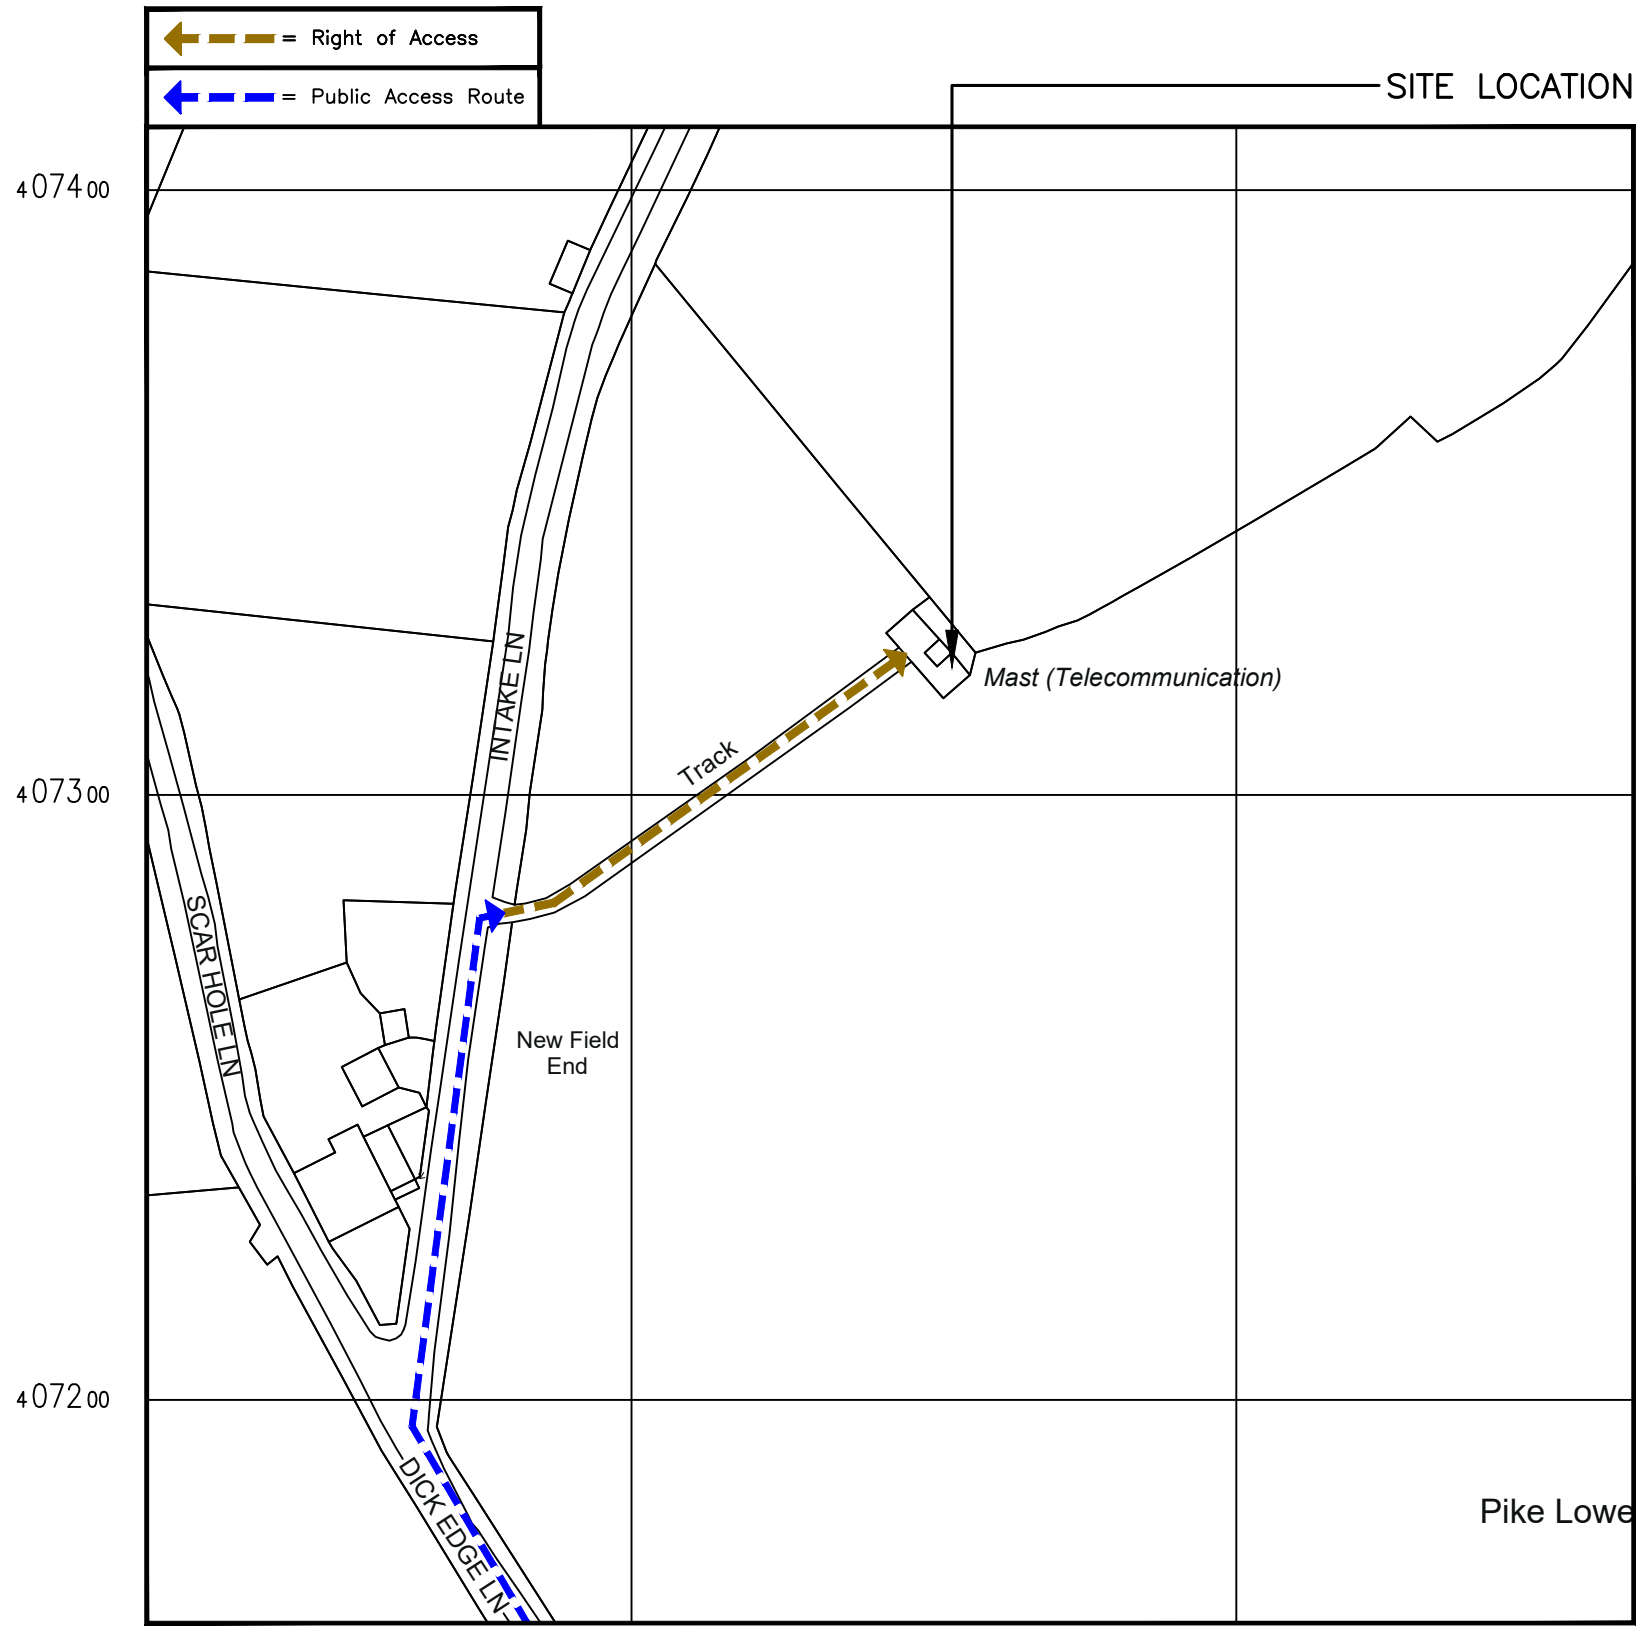 = Right of Access
= Public Access Route
SITE LOCATION
407400
INTAKE LN
Mast (Telecommunication)
Track
407300
SCAR HOLE LN
New Field
End
407200
DICK EDGE LN
Pike Lowe